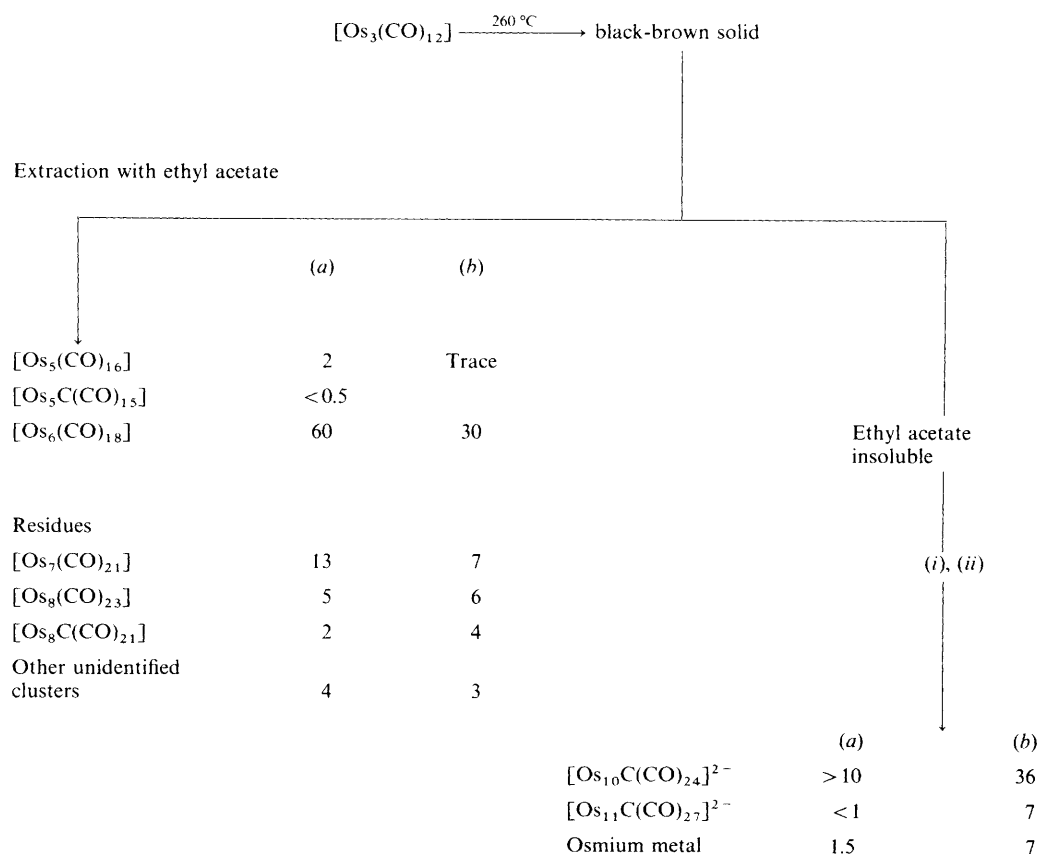 [Os₃(CO)₁₂] 260 °C black-brown solid
Extraction with ethyl acetate
(a) (b)
[Os₅(CO)₁₆] 2 Trace
[Os₅C(CO)₁₅] <0.5
[Os₆(CO)₁₈] 60 30
Ethyl acetate
insoluble
Residues
[Os₇(CO)₂₁] 13 7
(i), (ii)
[Os₈(CO)₂₃] 5 6
[Os₈C(CO)₂₁] 2 4
Other unidentified
clusters 4 3
(a) (b)
[Os₁₀C(CO)₂₄]²⁻ >10 36
[Os₁₁C(CO)₂₇]²⁻ <1 7
Osmium metal 1.5 7